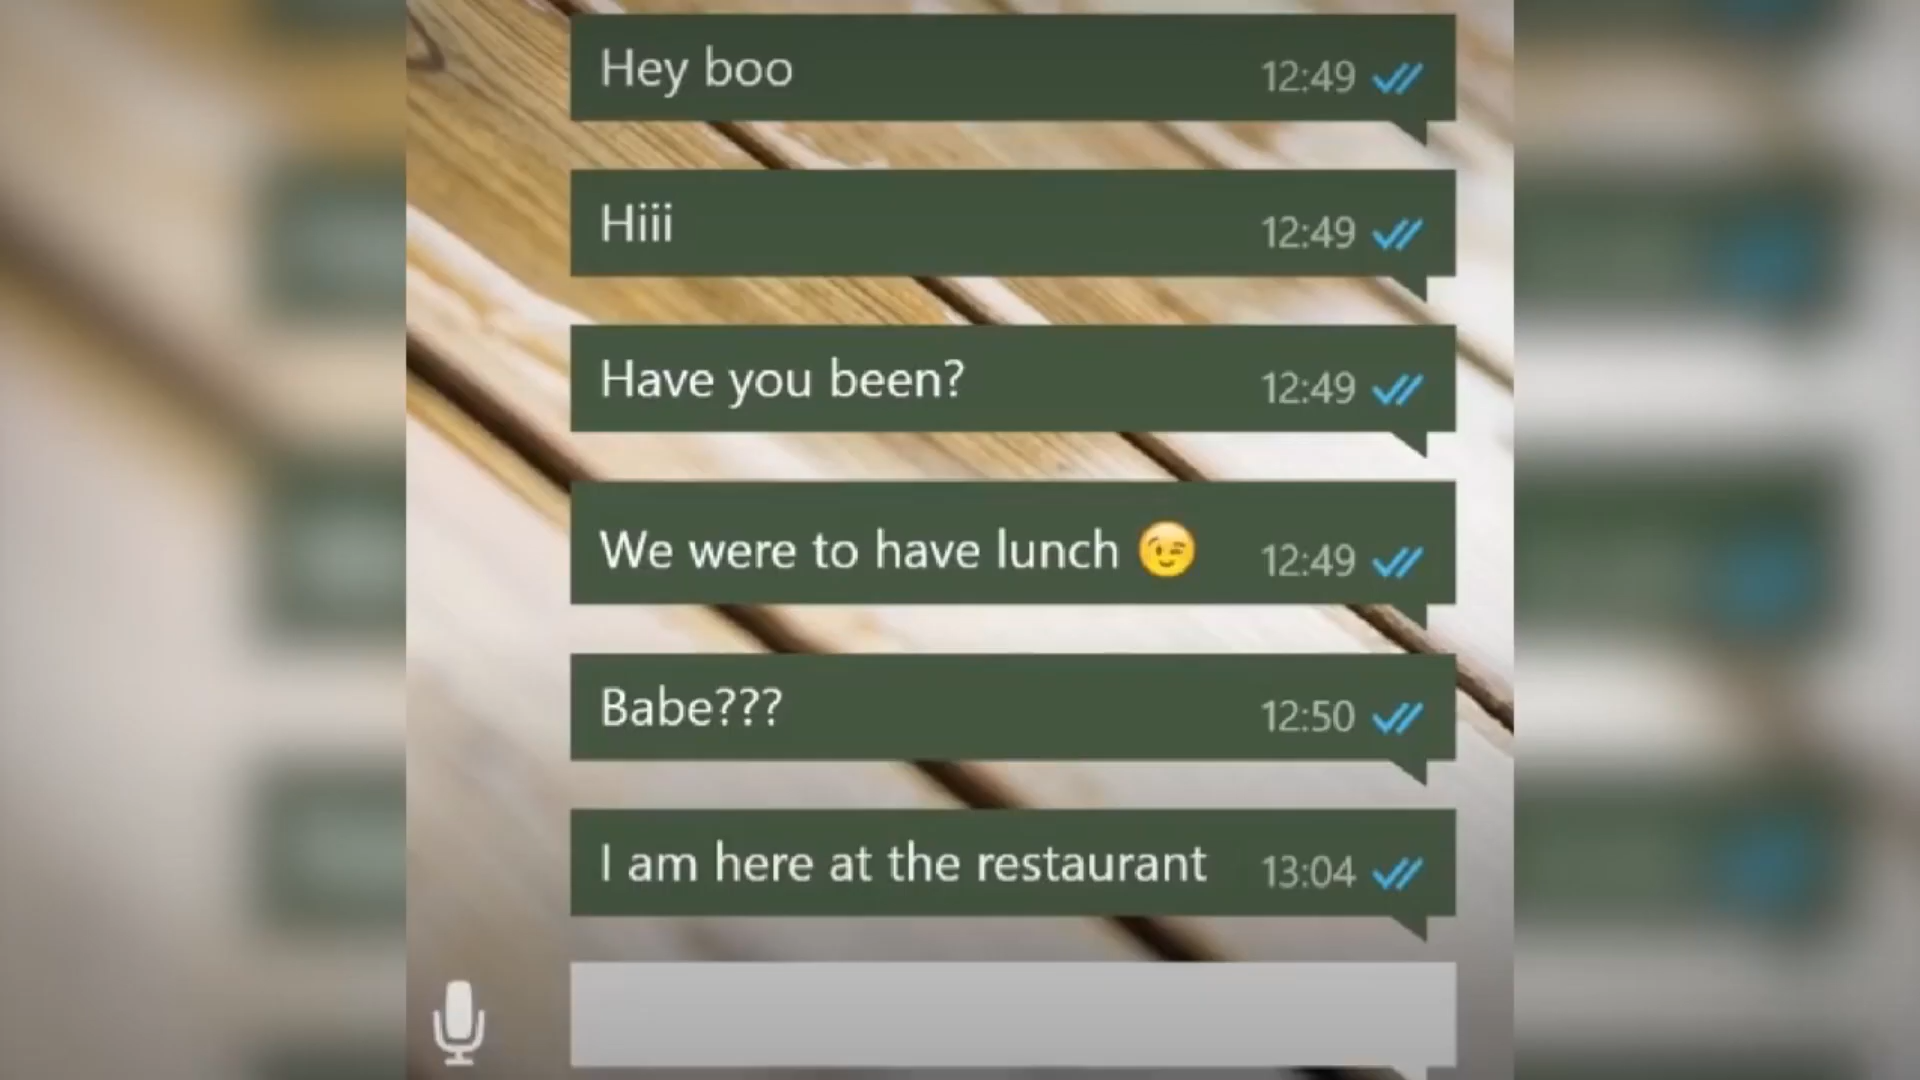 Hey boo 12:49
Hiii 12:49
Have you been? 12:49
We were to have lunch 😉 12:49
Babe??? 12:50
I am here at the restaurant 13:04